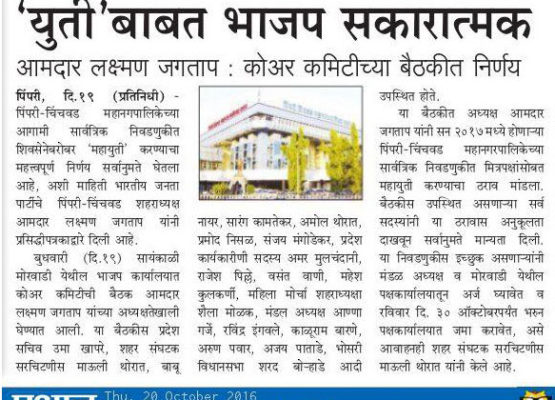 'युती'बाबत भाजप सकारात्मक
आमदार लक्ष्मण जगताप : कोअर कमिटीच्या बैठकीत निर्णय
पिंपरी, दि.१९ (प्रतिनिधी) -
पिंपरी-चिंचवड महानगरपालिकेच्या
आगामी सार्वत्रिक निवडणुकीत
शिवसेनेबरोबर 'महायुती' करण्याचा
महत्त्वपूर्ण निर्णय सर्वानुमते घेतला
आहे, अशी माहिती भारतीय जनता
पार्टीचे पिंपरी-चिंचवड शहराध्यक्ष
आमदार लक्ष्मण जगताप यांनी
प्रसिद्धीपत्रकाद्वारे दिली आहे.
बुधवारी (दि.१९) सायंकाळी
मोरवाडी येथील भाजप कार्यालयात
कोअर कमिटीची बैठक आमदार
लक्ष्मण जगताप यांच्या अध्यक्षतेखाली
घेण्यात आली. या बैठकीस प्रदेश
सचिव उमा खापरे, शहर संघटक
सरचिटणीस माऊली थोरात, बाबू
नायर, सारंग कामतेकर, अमोल थोरात,
प्रमोद निसळ, संजय मंगोडेकर, प्रदेश
कार्यकारीणी सदस्य अमर मुलचंदानी,
राजेश पिल्ले, वसंत वाणी, महेश
कुलकर्णी, महिला मोर्चा शहराध्यक्षा
शैला मोळक, मंडल अध्यक्ष आण्णा
गर्जे, रविंद्र इंगवले, काळूराम बारणे,
अरुण पवार, अजय पाताडे, भोसरी
विधानसभा शरद बोऱ्हाडे आदी
उपस्थित होते.
या बैठकीत अध्यक्ष आमदार
जगताप यांनी सन २०१७मध्ये होणाऱ्या
पिंपरी-चिंचवड महानगरपालिकेच्या
सार्वत्रिक निवडणुकीत मित्रपक्षांसोबत
महायुती करण्याचा ठराव मांडला.
बैठकीस उपस्थित असणाऱ्या सर्व
सदस्यांनी या ठरावास अनुकूलता
दाखवून सर्वानुमते मान्यता दिली.
या निवडणुकीस इच्छुक असणाऱ्यांनी
मंडळ अध्यक्ष व मोरवाडी येथील
पक्षकार्यालयातून अर्ज घ्यावेत व
रविवार दि. ३० ऑक्टोबरपर्यंत भरुन
पक्षकार्यालयात जमा करावेत, असे
आवाहनही शहर संघटक सरचिटणीस
माऊली थोरात यांनी केले आहे.
Thu, 20 October 2016